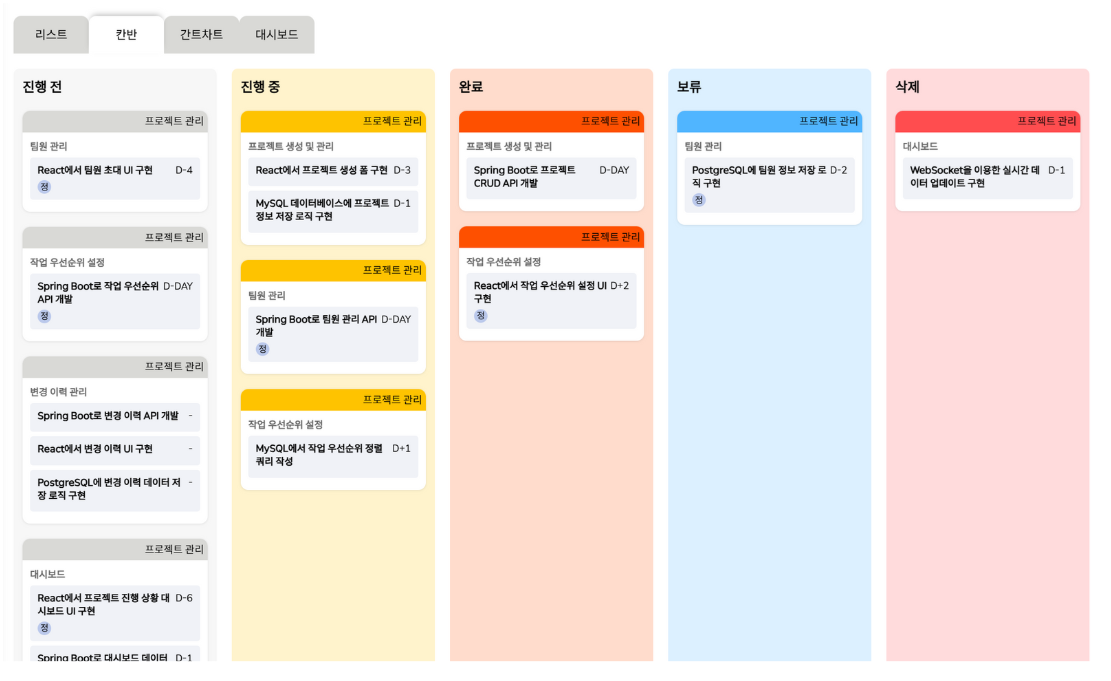 리스트
칸반
간트차트
대시보드
진행 전
프로젝트 관리
팀원 관리
React에서 팀원 초대 UI 구현 D-4
정
프로젝트 관리
작업 우선순위 설정
Spring Boot로 작업 우선순위 D-DAY
API 개발
정
프로젝트 관리
변경 이력 관리
Spring Boot로 변경 이력 API 개발 -
React에서 변경 이력 UI 구현 -
PostgreSQL에 변경 이력 데이터 저 -
장 로직 구현
프로젝트 관리
대시보드
React에서 프로젝트 진행 상황 대 D-6
시보드 UI 구현
정
Spring Boot로 대시보드 데이터 D-1
진행 중
프로젝트 관리
프로젝트 생성 및 관리
React에서 프로젝트 생성 폼 구현 D-3
MySQL 데이터베이스에 프로젝트 D-1
정보 저장 로직 구현
프로젝트 관리
팀원 관리
Spring Boot로 팀원 관리 API D-DAY
개발
정
프로젝트 관리
작업 우선순위 설정
MySQL에서 작업 우선순위 정렬 D+1
쿼리 작성
완료
프로젝트 관리
프로젝트 생성 및 관리
Spring Boot로 프로젝트 D-DAY
CRUD API 개발
프로젝트 관리
작업 우선순위 설정
React에서 작업 우선순위 설정 UI D+2
구현
정
보류
프로젝트 관리
팀원 관리
PostgreSQL에 팀원 정보 저장 로 D-2
직 구현
정
삭제
프로젝트 관리
대시보드
WebSocket을 이용한 실시간 데 D-1
이터 업데이트 구현